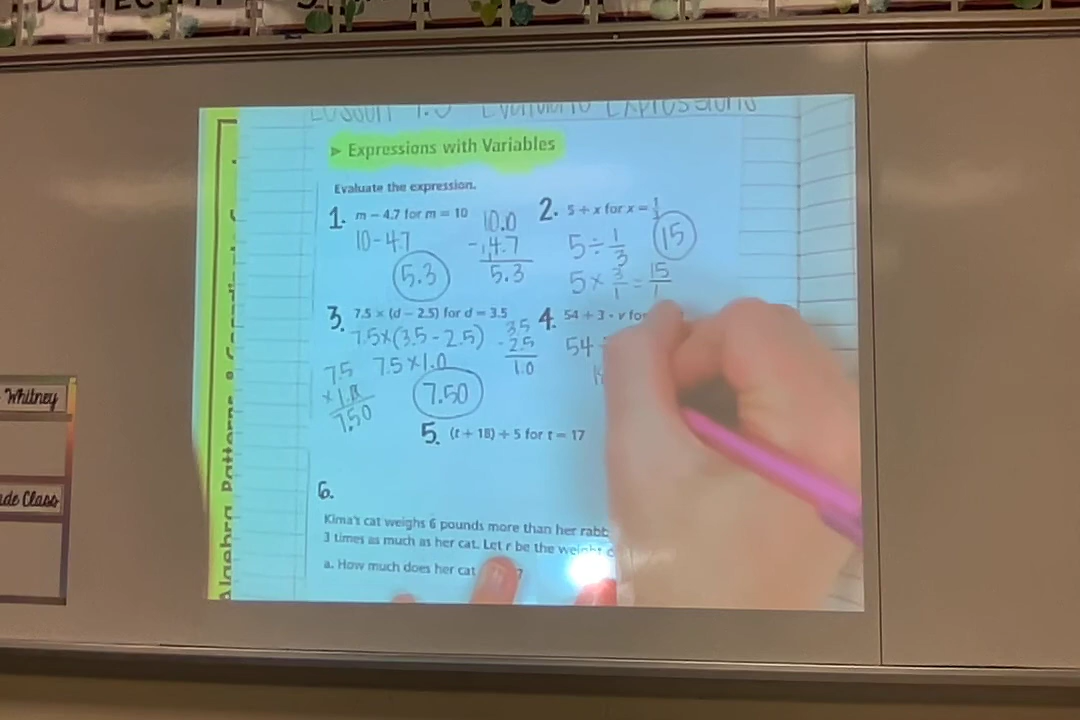 Expressions with Variables
Evaluate the expression.
1. m - 4.7 for m = 10
10-4.7
10.0
-4.7
5.3
5.3
2. 5 ÷ x for x = 1/3
5 ÷ 1/3
15
5 × 3/1 = 15/1
3. 7.5 × (d - 2.5) for d = 3.5
7.5×(3.5-2.5)
3.5
-2.5
1.0
7.5×1.0
7.5
×1.0
7.50
7.50
4. 54 ÷ 3 · v for
54
5. (t + 18) ÷ 5 for t = 17
6.
Kima's cat weighs 6 pounds more than her
3 times as much as her cat. Let r be the weight
a. How much does her cat
Algebra Patterns
Whitney
Class